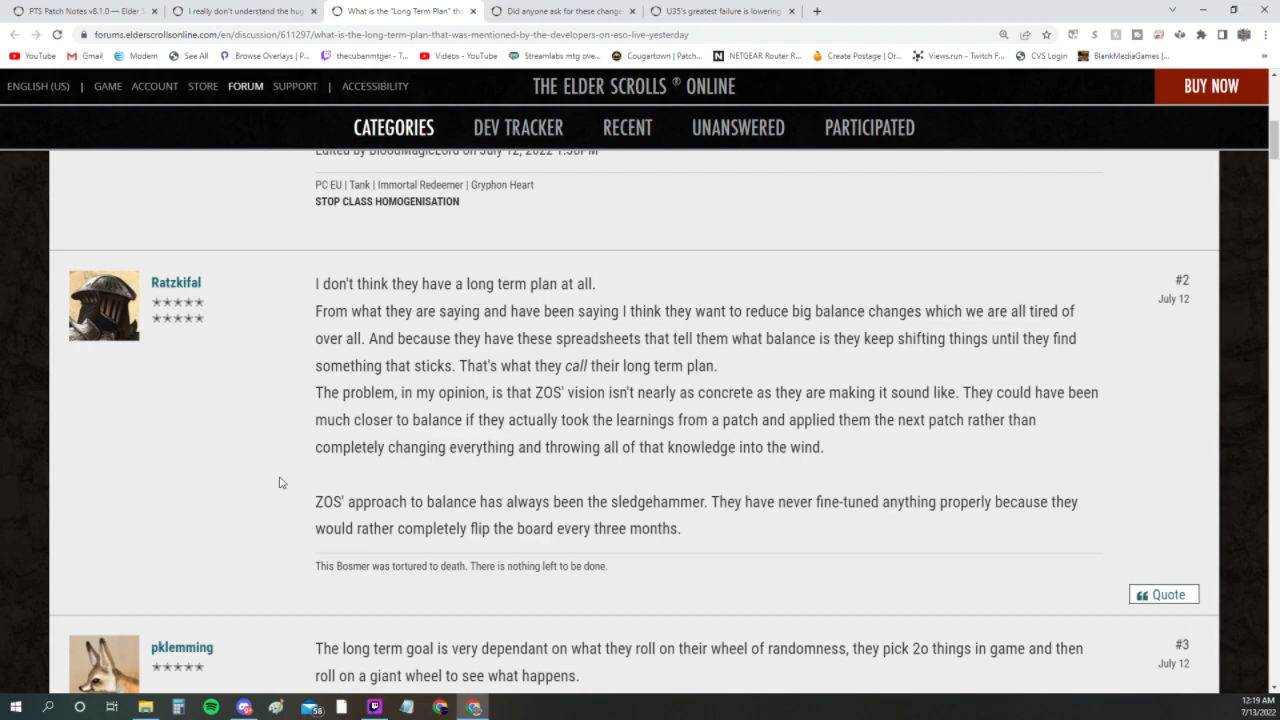 PTS Patch Notes v8.1.0 — Elder S
I really don't understand the hug
What is the "Long Term Plan" tho
Did anyone ask for these change
U35's greatest failure is lowering
forums.elderscrollsonline.com/en/discussion/611297/what-is-the-long-term-plan-that-was-mentioned-by-the-developers-on-eso-live-yesterday
YouTube
Gmail
Modem
See All
Browse Overlays | P...
thecubanmtger - T...
Videos - YouTube
Streamlabs mtg ove...
Cougartown | Patch...
NETGEAR Router R...
Create Postage | Or...
Views.run - Twitch F...
CVS Login
BlankMediaGames |...
ENGLISH (US) | GAME ACCOUNT STORE FORUM SUPPORT | ACCESSIBILITY
THE ELDER SCROLLS ® ONLINE
BUY NOW
CATEGORIES DEV TRACKER RECENT UNANSWERED PARTICIPATED
Edited by BloodMagicLord on July 12, 2022 1:50PM
PC EU | Tank | Immortal Redeemer | Gryphon Heart
STOP CLASS HOMOGENISATION
Ratzkifal
#2
July 12
I don't think they have a long term plan at all.
From what they are saying and have been saying I think they want to reduce big balance changes which we are all tired of
over all. And because they have these spreadsheets that tell them what balance is they keep shifting things until they find
something that sticks. That's what they call their long term plan.
The problem, in my opinion, is that ZOS' vision isn't nearly as concrete as they are making it sound like. They could have been
much closer to balance if they actually took the learnings from a patch and applied them the next patch rather than
completely changing everything and throwing all of that knowledge into the wind.
ZOS' approach to balance has always been the sledgehammer. They have never fine-tuned anything properly because they
would rather completely flip the board every three months.
This Bosmer was tortured to death. There is nothing left to be done.
Quote
pklemming
#3
July 12
The long term goal is very dependant on what they roll on their wheel of randomness, they pick 2o things in game and then
roll on a giant wheel to see what happens.
58
12:19 AM
7/13/2022